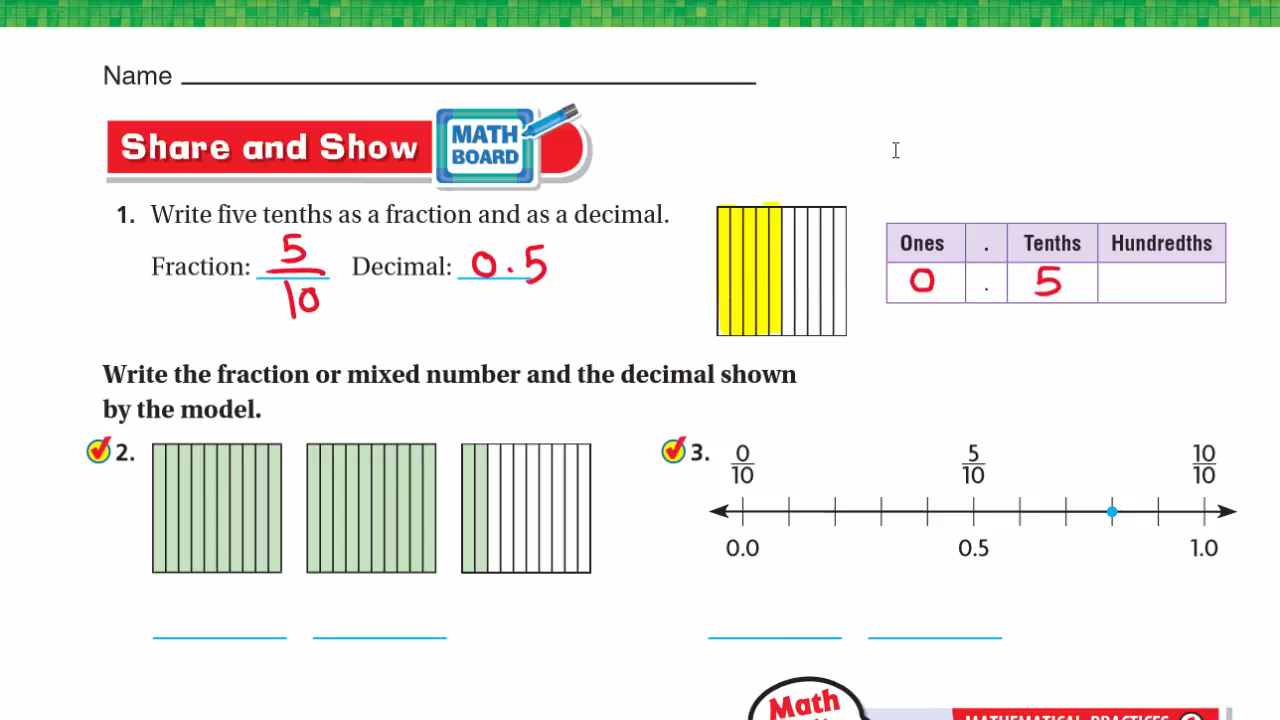 Name
Share and Show MATH BOARD
1. Write five tenths as a fraction and as a decimal.
Fraction: 5/10 Decimal: 0.5
Ones . Tenths Hundredths
0 . 5
Write the fraction or mixed number and the decimal shown
by the model.
2.
3. 0/10 5/10 10/10
0.0 0.5 1.0
Math
MATHEMATICAL PRACTICES